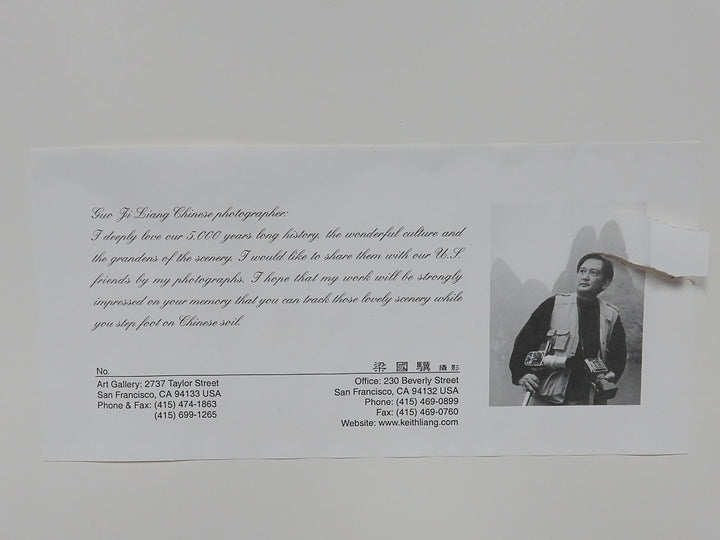 Guo Ji Liang Chinese photographer:
I deeply love our 5,000 years long history, the wonderful culture and
the grandens of the scenery. I would like to share them with our U.S.
friends by my photographs. I hope that my work will be strongly
impressed on your memory that you can track those lovely scenery while
you step foot on Chinese soil.
No.
梁國驥 攝影
Art Gallery: 2737 Taylor Street
San Francisco, CA 94133 USA
Phone & Fax: (415) 474-1863
(415) 699-1265
Office: 230 Beverly Street
San Francisco, CA 94132 USA
Phone: (415) 469-0899
Fax: (415) 469-0760
Website: www.keithliang.com